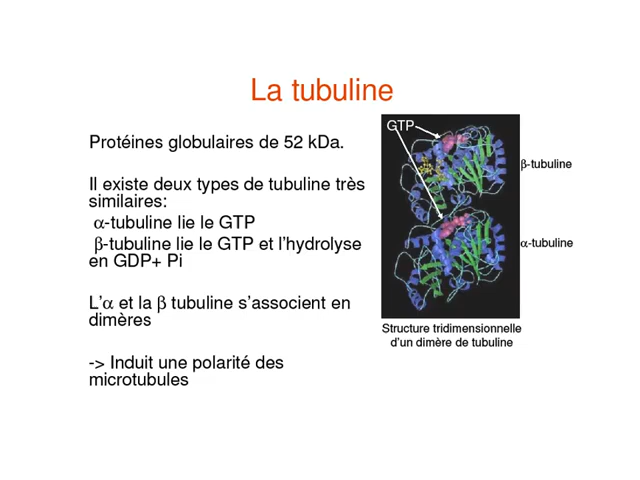 La tubuline
Protéines globulaires de 52 kDa.
Il existe deux types de tubuline très
similaires:
α-tubuline lie le GTP
β-tubuline lie le GTP et l'hydrolyse
en GDP+ Pi
L'α et la β tubuline s'associent en
dimères
-> Induit une polarité des
microtubules
GTP
β-tubuline
α-tubuline
Structure tridimensionnelle
d'un dimère de tubuline